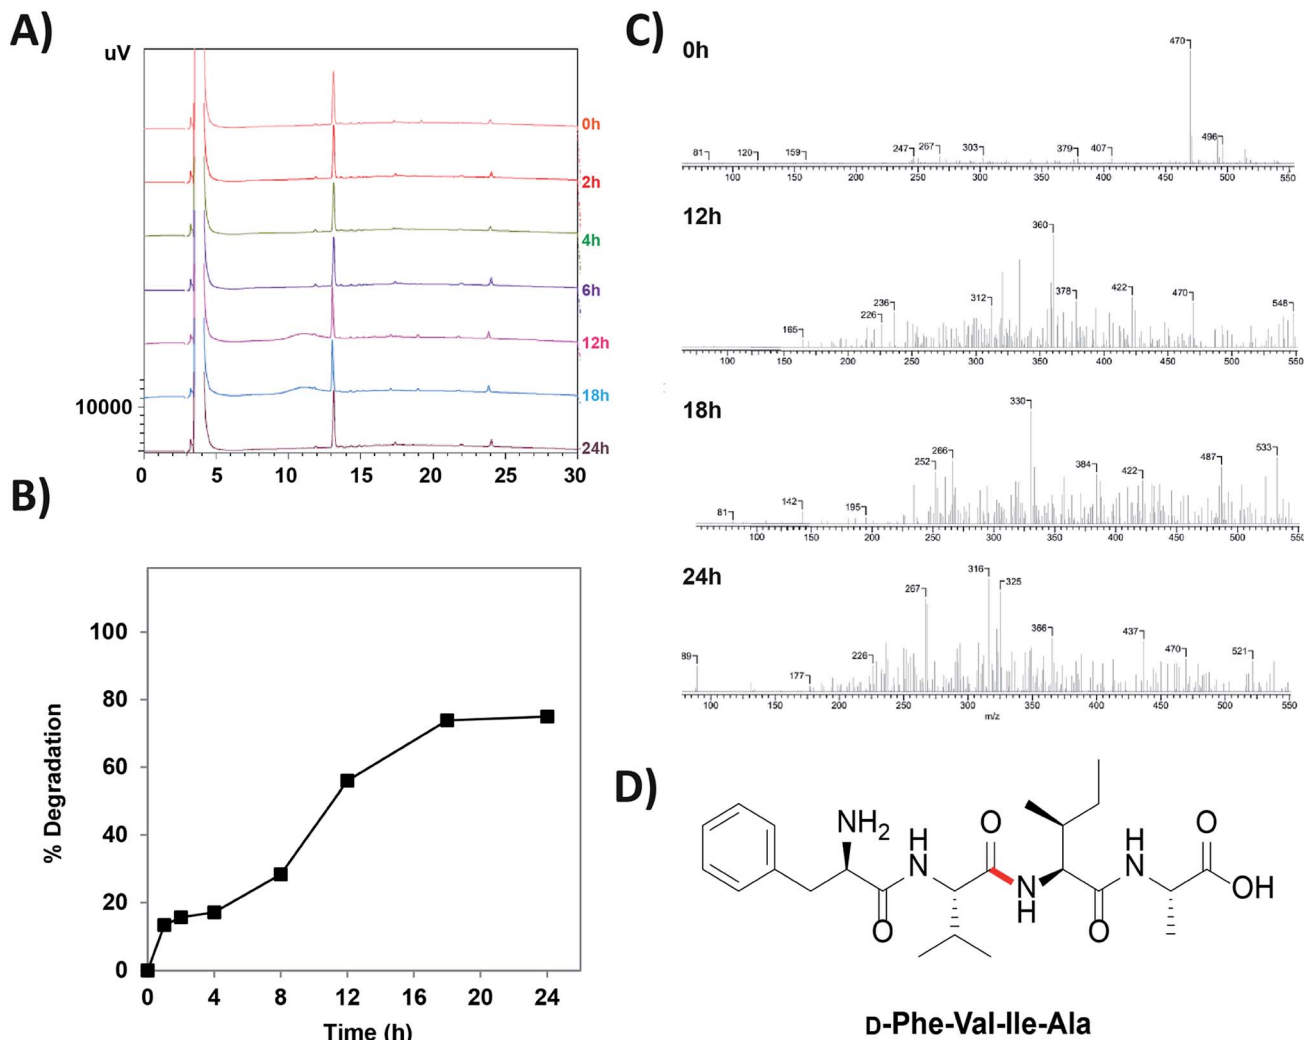 A)
uV
0h
2h
4h
6h
12h
18h
24h
10000
0 5 10 15 20 25 30
B)
% Degradation
100
80
60
40
20
0
0 4 8 12 16 20 24
Time (h)
C)
0h
470
496
81 120 159 247 267 303 379 407
100 150 200 250 300 350 400 450 500 550
12h
360
165 226 236 312 378 422 470 548
100 150 200 250 300 350 400 450 500 550
18h
330
81 142 195 252 266 384 422 487 533
100 150 200 250 300 350 400 450 500 550
24h
316
325
89 177 226 267 366 437 470 521
100 150 200 250 300 350 400 450 500 550
m/z
D)
NH2
H
N
O
O
N
H
O
H
N
O
OH
D-Phe-Val-Ile-Ala